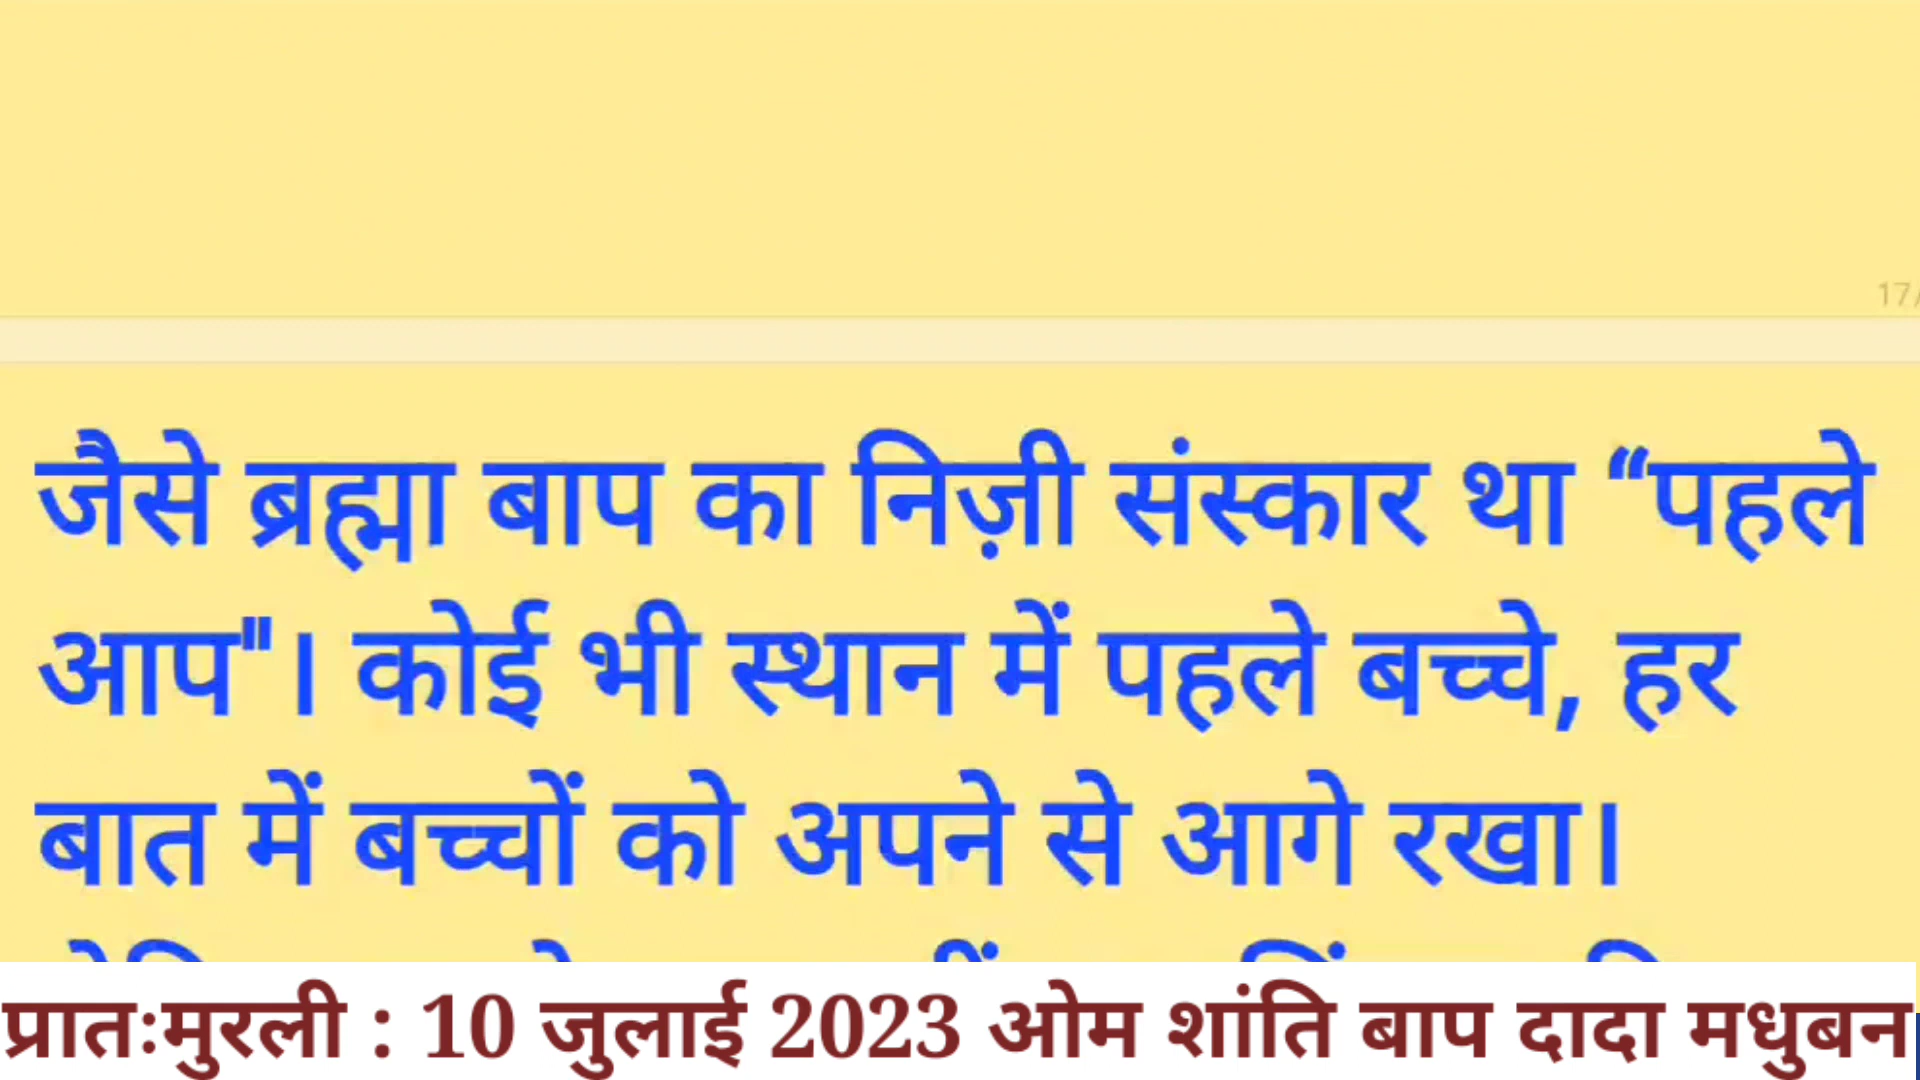 17/
जैसे ब्रह्मा बाप का निज़ी संस्कार था “पहले
आप"। कोई भी स्थान में पहले बच्चे, हर
बात में बच्चों को अपने से आगे रखा।
प्रातःमुरली : 10 जुलाई 2023 ओम शांति बाप दादा मधुबन